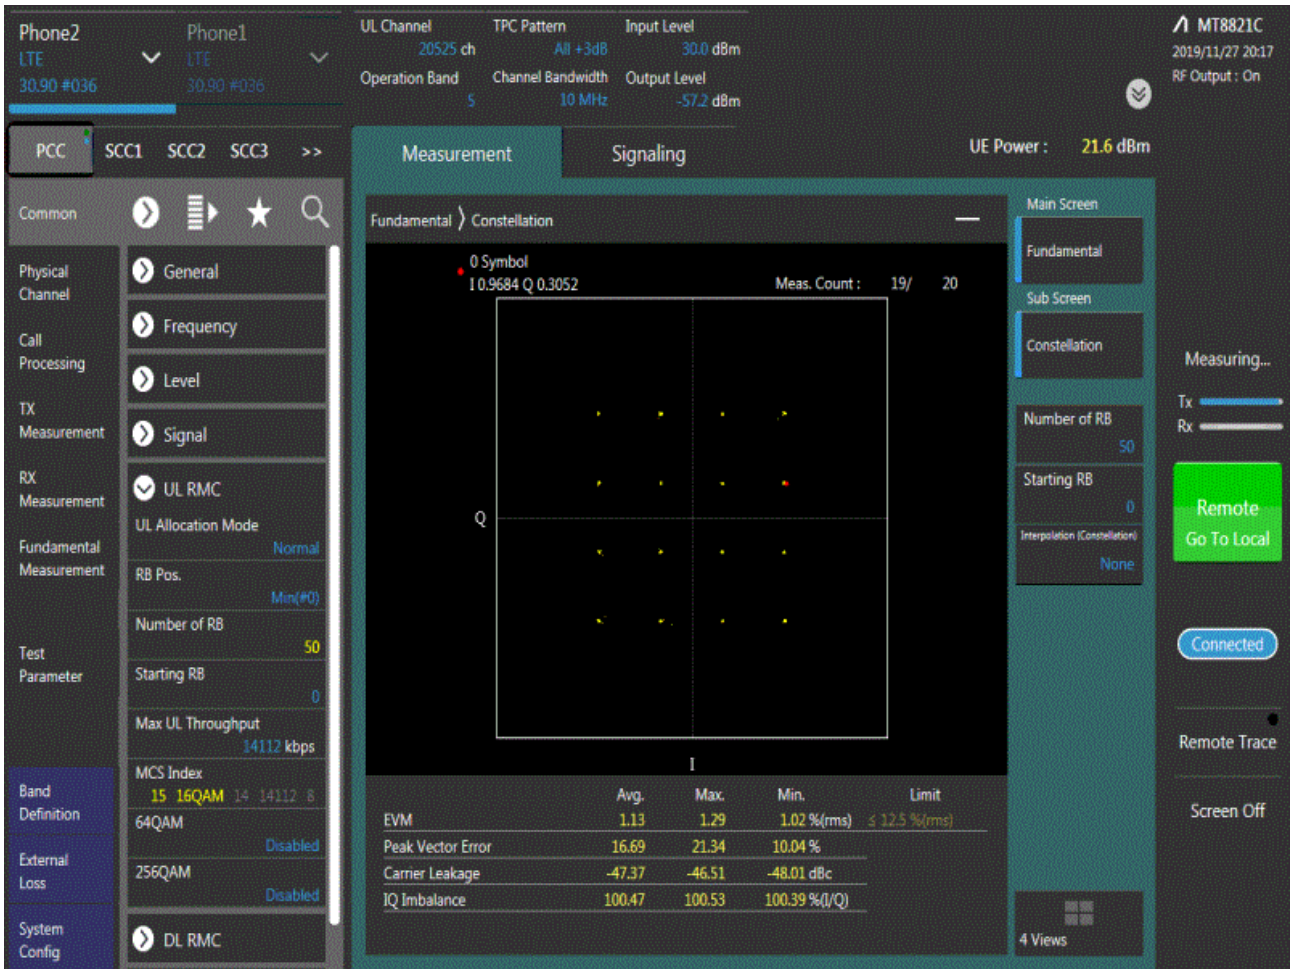 Phone2
LTE
30.90 #036
Phone1
LTE
30.90 #036
UL Channel
20525 ch
TPC Pattern
All +3dB
Input Level
30.0 dBm
Operation Band
5
Channel Bandwidth
10 MHz
Output Level
-57.2 dBm
MT8821C
2019/11/27 20:17
RF Output : On
PCC SCC1 SCC2 SCC3 >>
Measurement
Signaling
UE Power : 21.6 dBm
Common
Physical
Channel
Call
Processing
TX
Measurement
RX
Measurement
Fundamental
Measurement
Test
Parameter
Band
Definition
External
Loss
System
Config
General
Frequency
Level
Signal
UL RMC
UL Allocation Mode
Normal
RB Pos.
Min(#0)
Number of RB
50
Starting RB
0
Max UL Throughput
14112 kbps
MCS Index
15 16QAM 14 14112 8
64QAM
Disabled
256QAM
Disabled
DL RMC
Fundamental 〉 Constellation
0 Symbol
I 0.9684 Q 0.3052
Meas. Count : 19/ 20
Q
I
Avg. Max. Min. Limit
EVM 1.13 1.29 1.02 %(rms) ≤ 12.5 %(rms)
Peak Vector Error 16.69 21.34 10.04 %
Carrier Leakage -47.37 -46.51 -48.01 dBc
IQ Imbalance 100.47 100.53 100.39 %(I/Q)
Main Screen
Fundamental
Sub Screen
Constellation
Number of RB
50
Starting RB
0
Interpolation (Constellation)
None
4 Views
Measuring...
Tx
Rx
Remote
Go To Local
Connected
Remote Trace
Screen Off